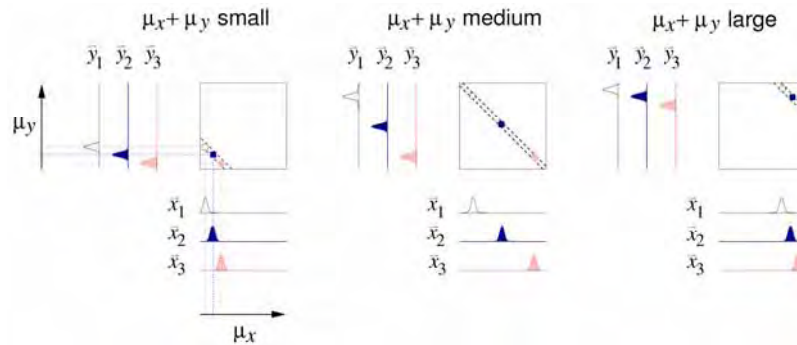 μx + μy small
μx + μy medium
μx + μy large
ȳ1 ȳ2 ȳ3
ȳ1 ȳ2 ȳ3
ȳ1 ȳ2 ȳ3
μy
x̄1
x̄2
x̄3
x̄1
x̄2
x̄3
x̄1
x̄2
x̄3
μx